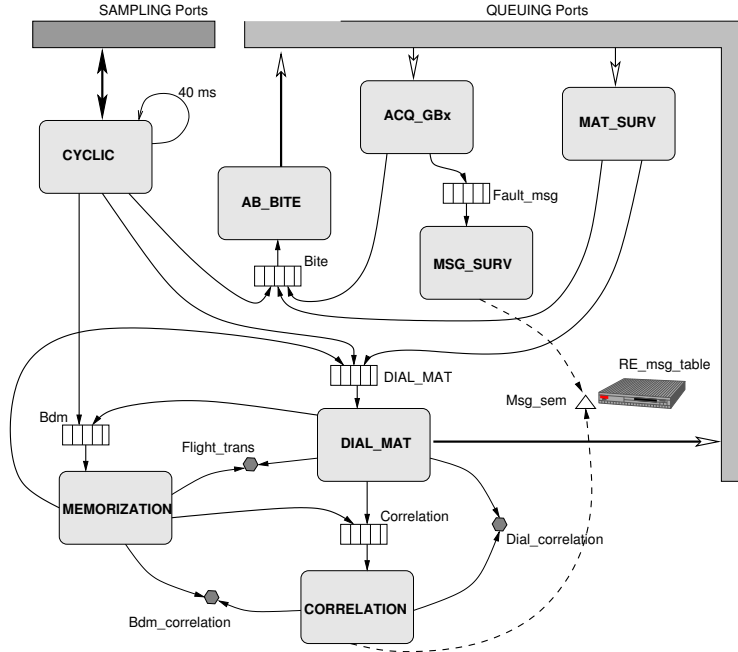 SAMPLING Ports
QUEUING Ports
40 ms
ACQ_GBx
MAT_SURV
CYCLIC
AB_BITE
Fault_msg
Bite
MSG_SURV
RE_msg_table
DIAL_MAT
Msg_sem
Bdm
DIAL_MAT
Flight_trans
MEMORIZATION
Correlation
Dial_correlation
CORRELATION
Bdm_correlation